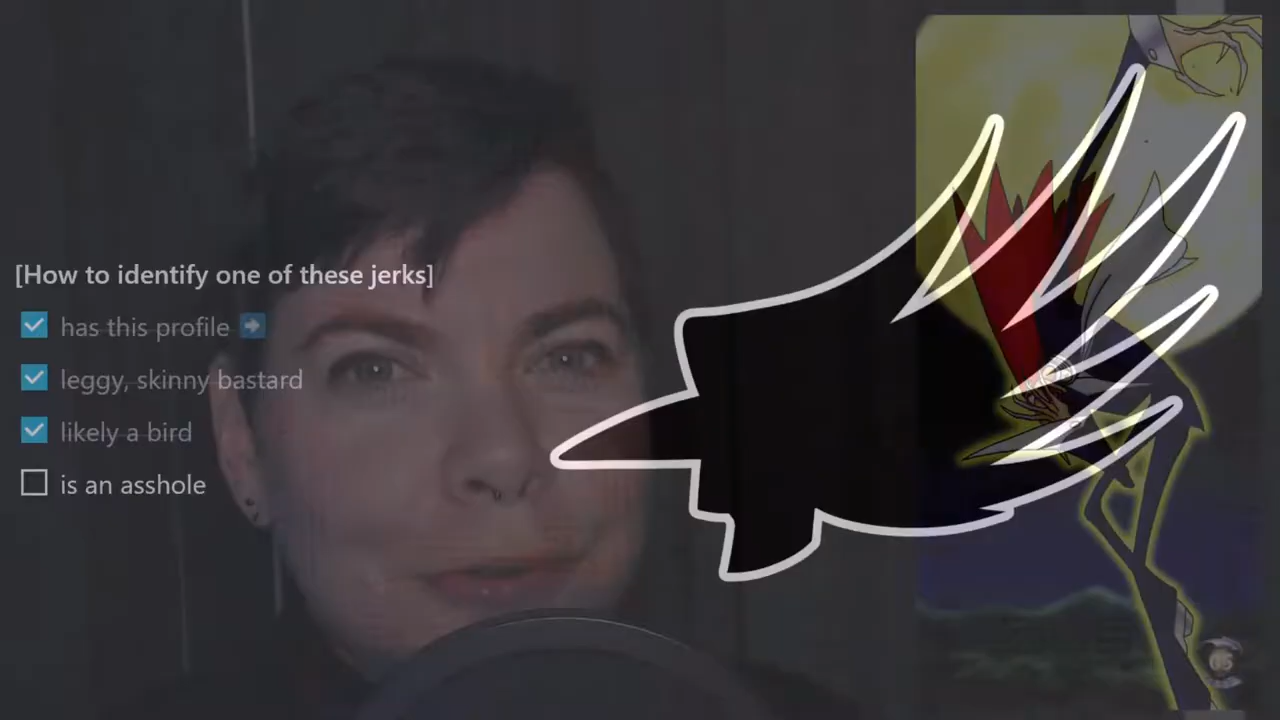 [How to identify one of these jerks]
has this profile
leggy, skinny bastard
likely a bird
is an asshole